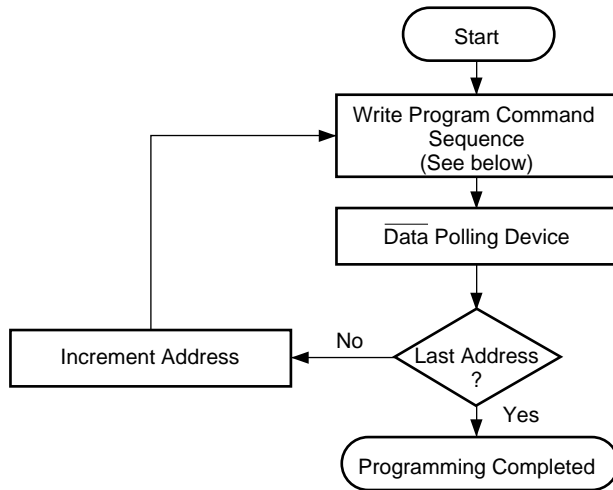 Start
Write Program Command
Sequence
(See below)
Data Polling Device
No
Increment Address
Last Address
?
Yes
Programming Completed